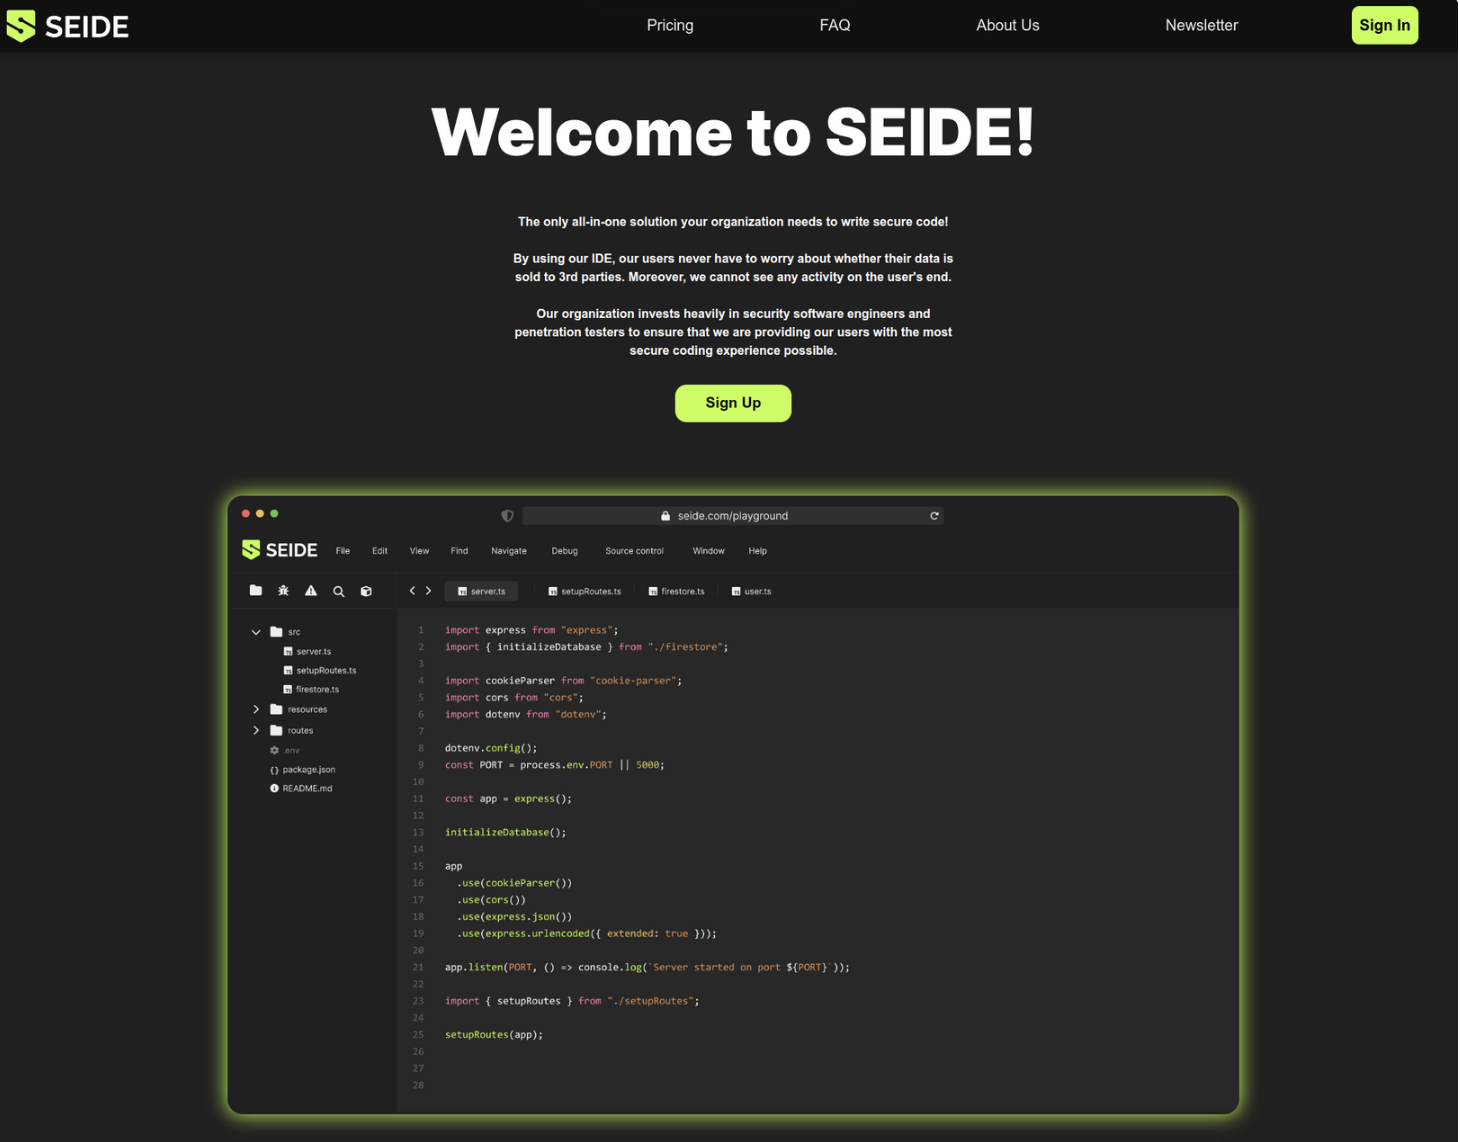 SEIDE
Pricing
FAQ
About Us
Newsletter
Sign In
Welcome to SEIDE!
The only all-in-one solution your organization needs to write secure code!
By using our IDE, our users never have to worry about whether their data is
sold to 3rd parties. Moreover, we cannot see any activity on the user's end.
Our organization invests heavily in security software engineers and
penetration testers to ensure that we are providing our users with the most
secure coding experience possible.
Sign Up
seide.com/playground
SEIDE
File
Edit
View
Find
Navigate
Debug
Source control
Window
Help
TS server.ts
TS setupRoutes.ts
TS firestore.ts
TS user.ts
src
TS server.ts
TS setupRoutes.ts
TS firestore.ts
resources
routes
.env
{} package.json
README.md
1 import express from "express";
2 import { initializeDatabase } from "./firestore";
3
4 import cookieParser from "cookie-parser";
5 import cors from "cors";
6 import dotenv from "dotenv";
7
8 dotenv.config();
9 const PORT = process.env.PORT || 5000;
10
11 const app = express();
12
13 initializeDatabase();
14
15 app
16 .use(cookieParser())
17 .use(cors())
18 .use(express.json())
19 .use(express.urlencoded({ extended: true }));
20
21 app.listen(PORT, () => console.log(`Server started on port ${PORT}`));
22
23 import { setupRoutes } from "./setupRoutes";
24
25 setupRoutes(app);
26
27
28